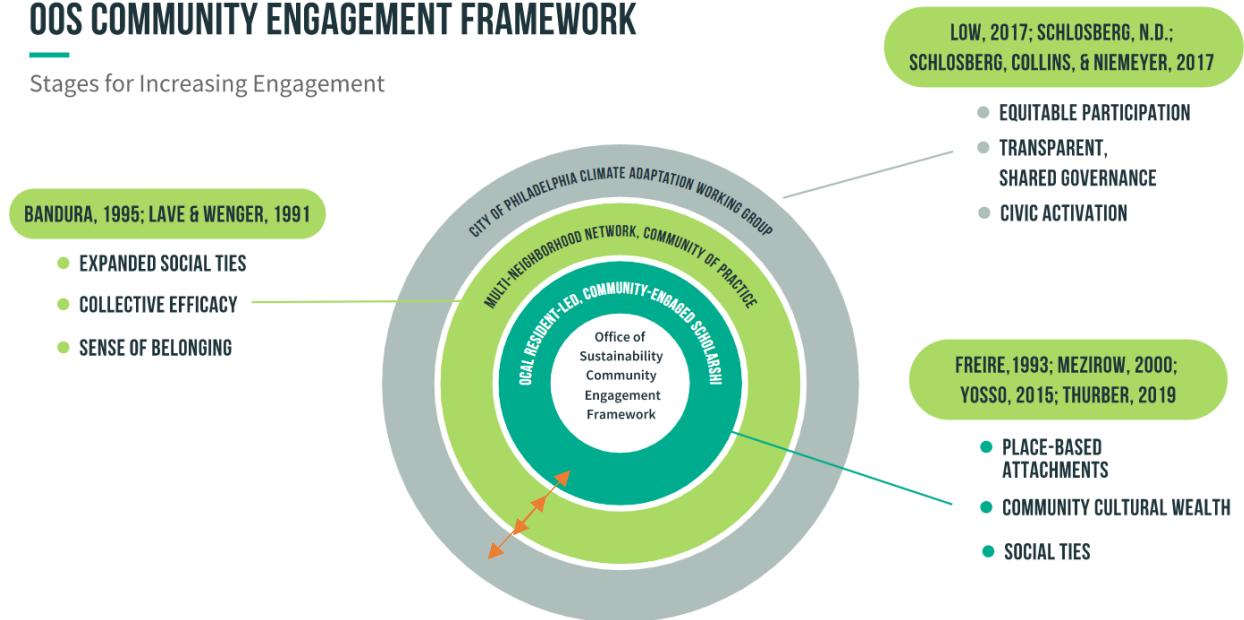 OOS COMMUNITY ENGAGEMENT FRAMEWORK
Stages for Increasing Engagement
LOW, 2017; SCHLOSBERG, N.D.;
SCHLOSBERG, COLLINS, & NIEMEYER, 2017
EQUITABLE PARTICIPATION
TRANSPARENT,
SHARED GOVERNANCE
CIVIC ACTIVATION
BANDURA, 1995; LAVE & WENGER, 1991
EXPANDED SOCIAL TIES
COLLECTIVE EFFICACY
SENSE OF BELONGING
CITY OF PHILADELPHIA CLIMATE ADAPTATION WORKING GROUP
MULTI-NEIGHBORHOOD NETWORK, COMMUNITY OF PRACTICE
OCAL RESIDENT-LED, COMMUNITY-ENGAGED SCHOLARSHI
Office of
Sustainability
Community
Engagement
Framework
FREIRE,1993; MEZIROW, 2000;
YOSSO, 2015; THURBER, 2019
PLACE-BASED
ATTACHMENTS
COMMUNITY CULTURAL WEALTH
SOCIAL TIES